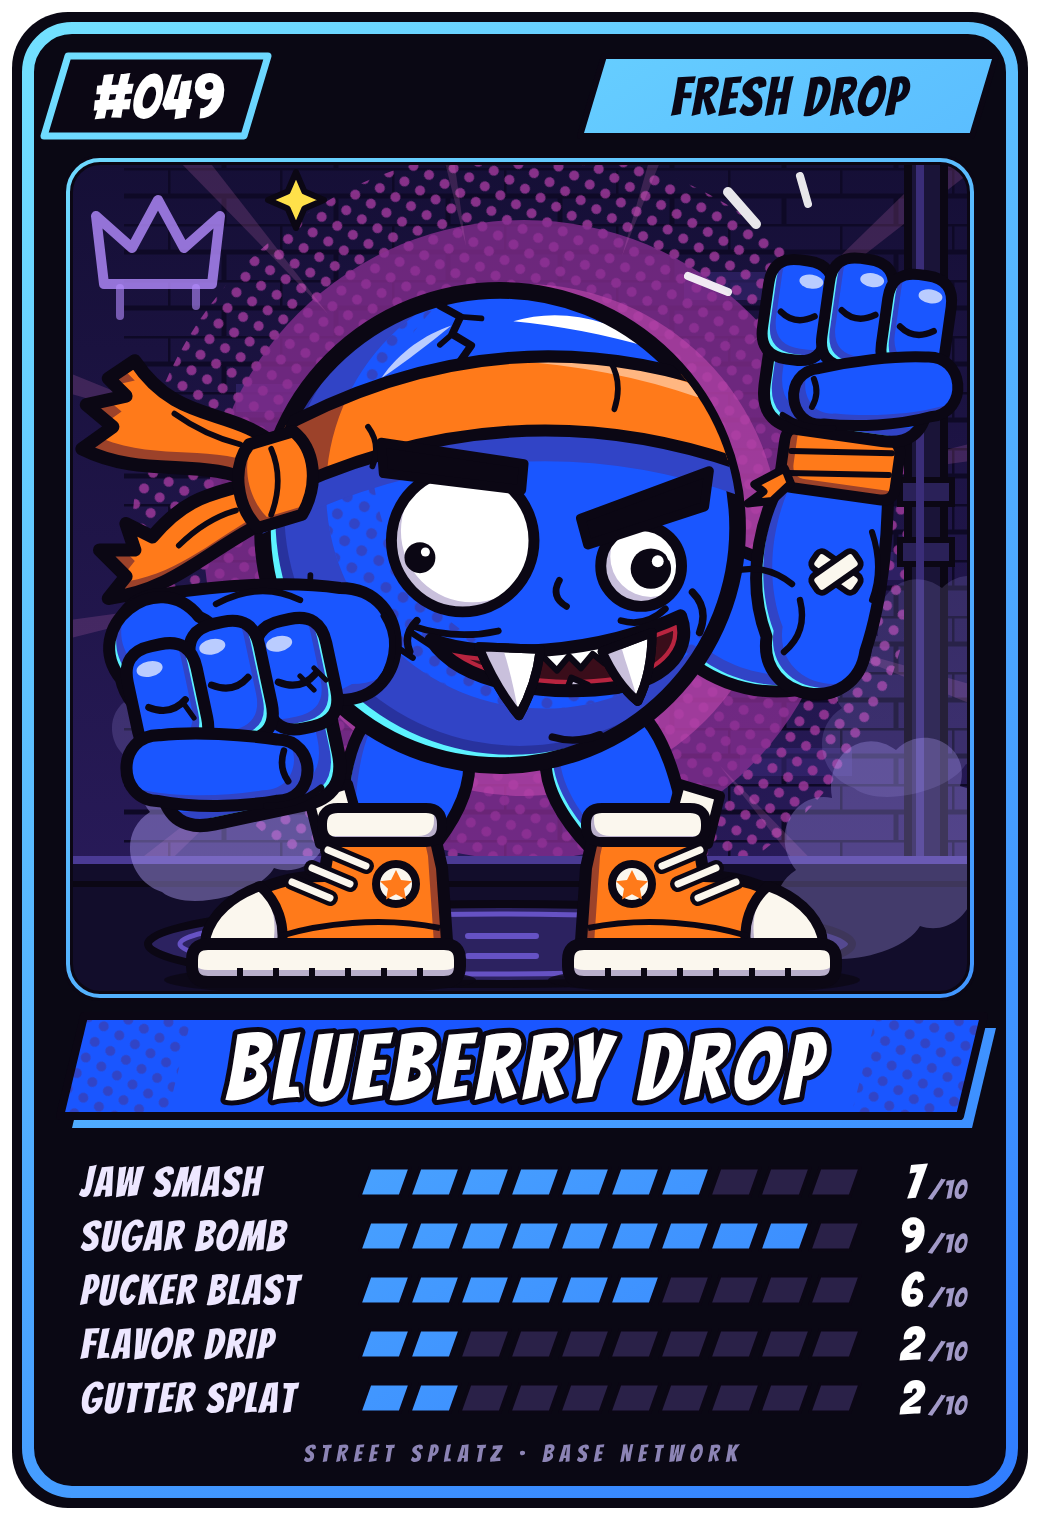 #049
FRESH DROP
BLUEBERRY DROP
JAW SMASH 7/10
SUGAR BOMB 9/10
PUCKER BLAST 6/10
FLAVOR DRIP 2/10
GUTTER SPLAT 2/10
STREET SPLATZ · BASE NETWORK